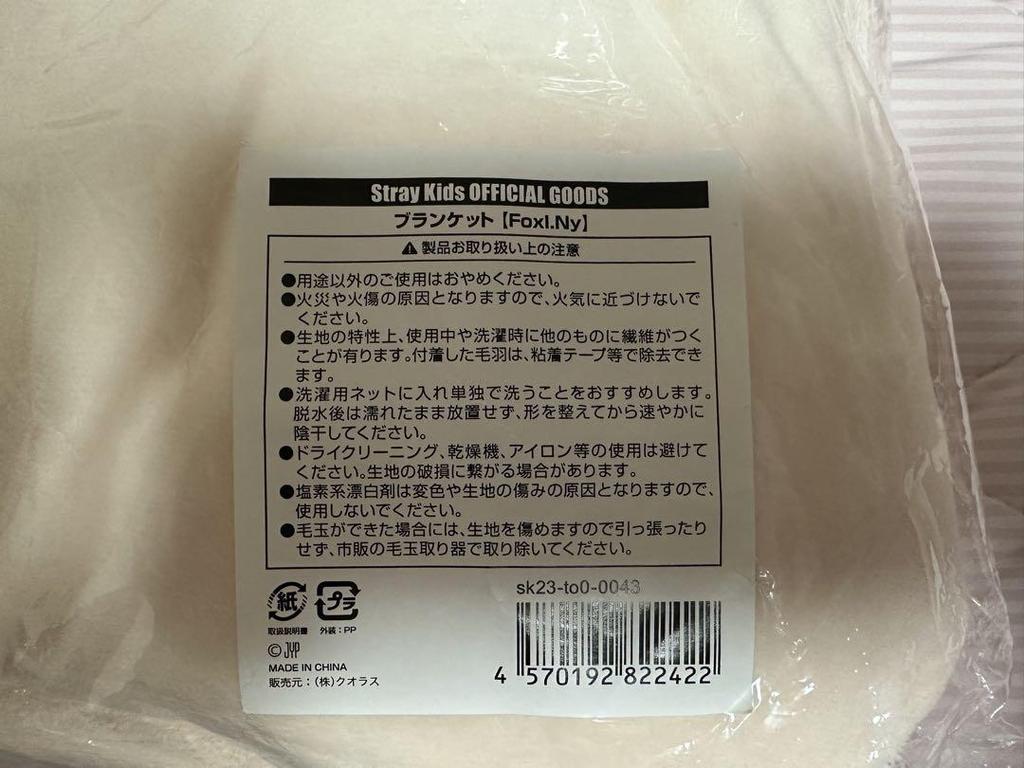 Stray Kids OFFICIAL GOODS
ブランケット【FoxI.Ny】
⚠製品お取り扱い上の注意
●用途以外のご使用はおやめください。
●火災や火傷の原因となりますので、火気に近づけないで
ください。
●生地の特性上、使用中や洗濯時に他のものに繊維がつく
ことが有ります。付着した毛羽は、粘着テープ等で除去でき
ます。
●洗濯用ネットに入れ単独で洗うことをおすすめします。
脱水後は濡れたまま放置せず、形を整えてから速やかに
陰干してください。
●ドライクリーニング、乾燥機、アイロン等の使用は避けて
ください。生地の破損に繋がる場合があります。
●塩素系漂白剤は変色や生地の傷みの原因となりますので、
使用しないでください。
●毛玉ができた場合には、生地を傷めますので引っ張ったり
せず、市販の毛玉取り器で取り除いてください。
sk23-to0-0043
紙 プラ
取扱説明書 外装：PP
© JYP
MADE IN CHINA
販売元：(株)クオラス
4 570192 822422